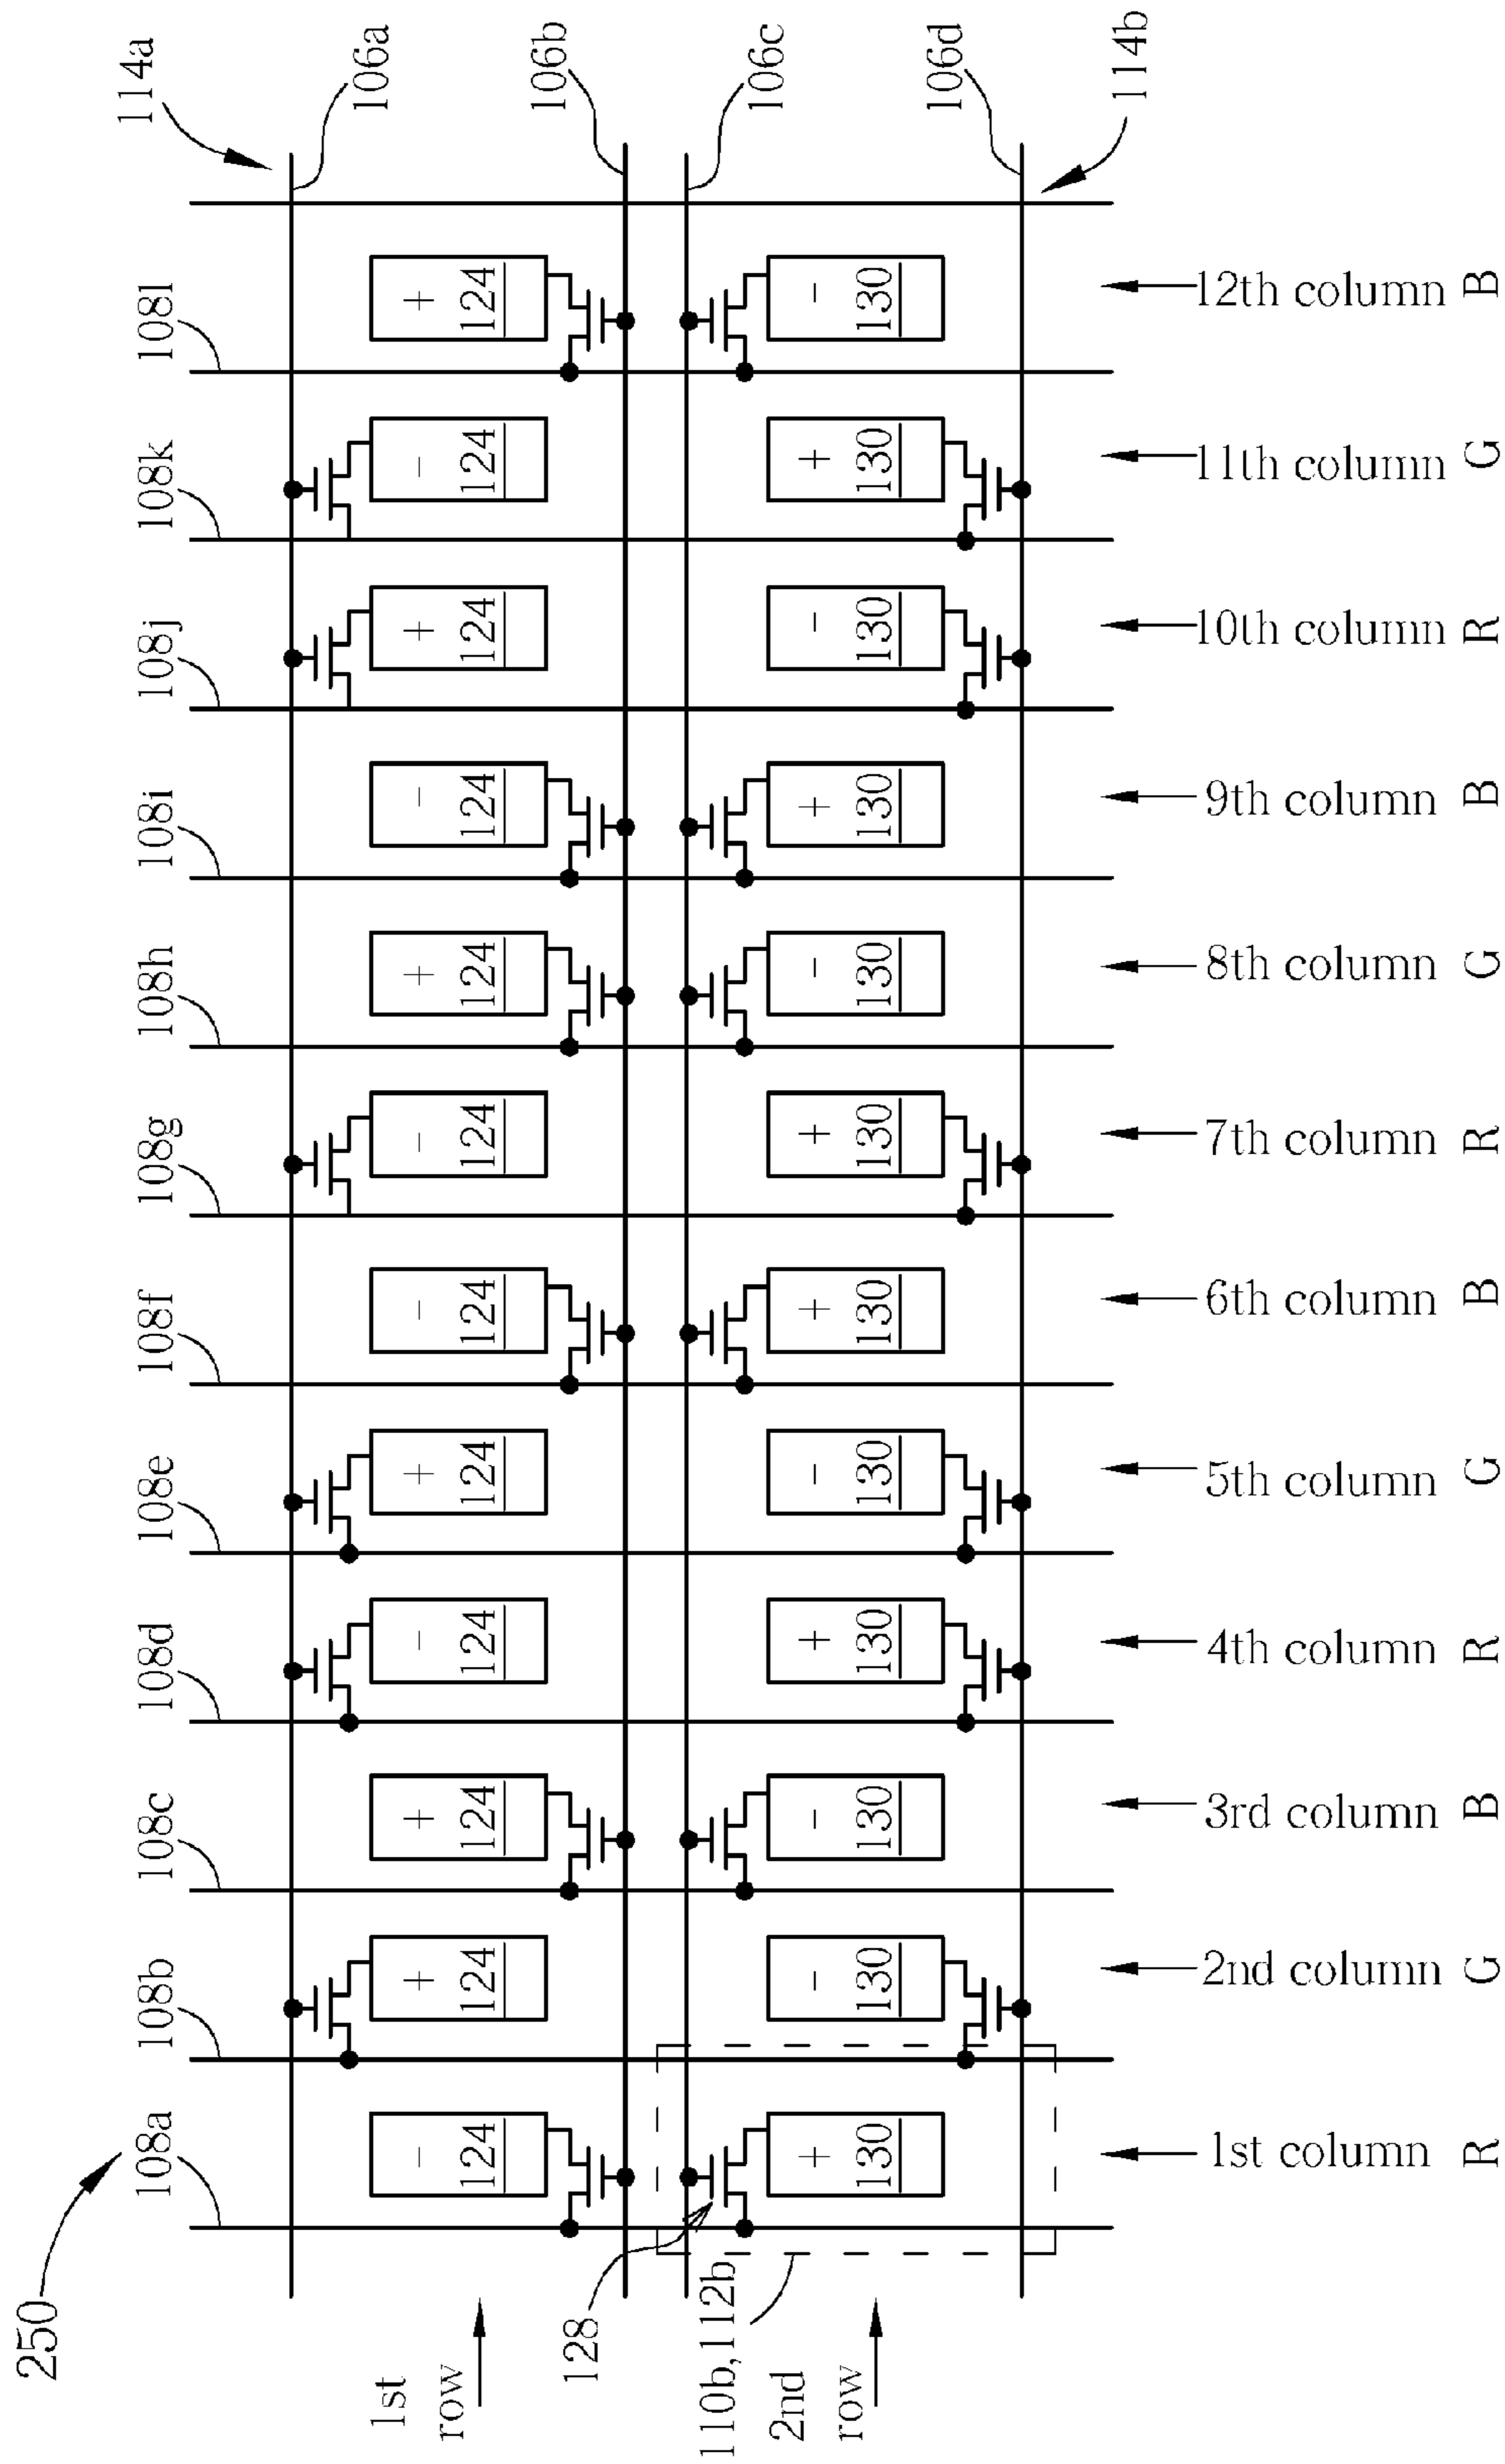 250
108a 108b 108c 108d 108e 108f 108g 108h 108i 108j 108k 108l 114a
106a
1st
row
− + + − + − − + − + − +
124 124 124 124 124 124 124 124 124 124 124 124
106b
128
110b,112b
106c
2nd
row
+ − − + − + + − + − + −
130 130 130 130 130 130 130 130 130 130 130 130
106d
114b
1st column 2nd column 3rd column 4th column 5th column 6th column 7th column 8th column 9th column 10th column 11th column 12th column
R G B R G B R G B R G B